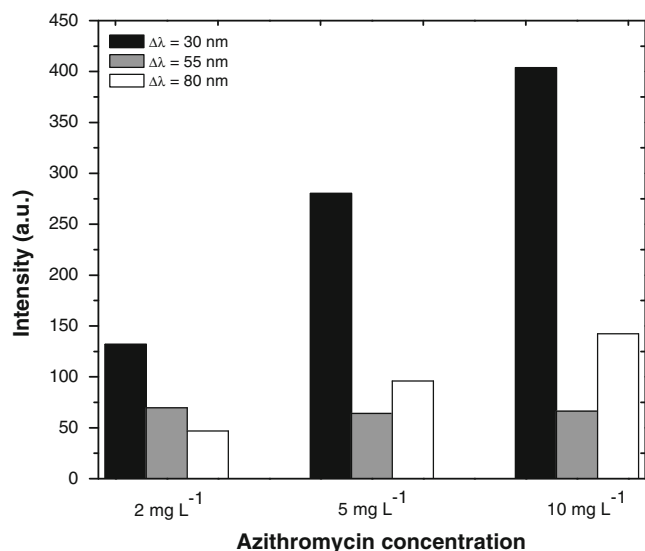 450
400
350
300
250
200
150
100
50
0
Intensity (a.u.)
Δλ = 30 nm
Δλ = 55 nm
Δλ = 80 nm
2 mg L⁻¹ 5 mg L⁻¹ 10 mg L⁻¹
Azithromycin concentration